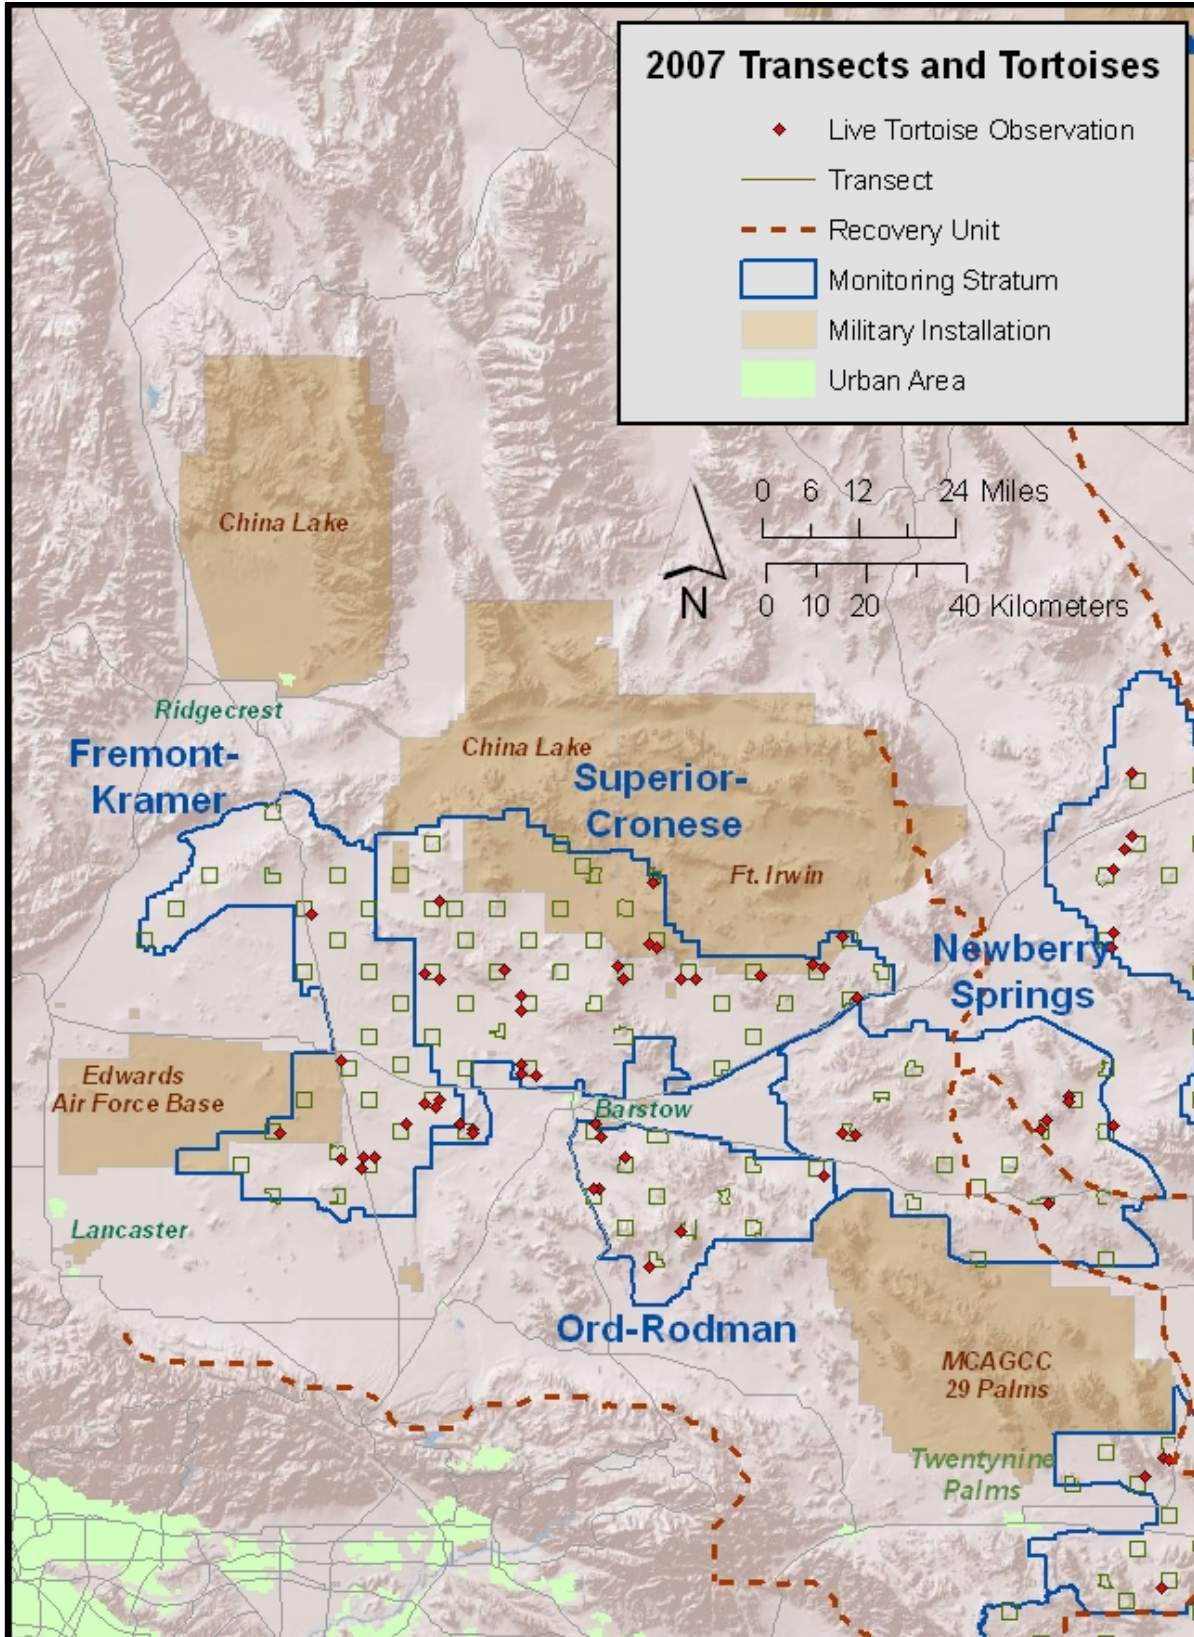 2007 Transects and Tortoises
Live Tortoise Observation
Transect
Recovery Unit
Monitoring Stratum
Military Installation
Urban Area
0 6 12 24 Miles
0 10 20 40 Kilometers
N
China Lake
Ridgecrest
Fremont-
Kramer
China Lake
Superior-
Cronese
Ft. Irwin
Newberry
Springs
Edwards
Air Force Base
Barstow
Lancaster
Ord-Rodman
MCAGCC
29 Palms
Twentynine
Palms